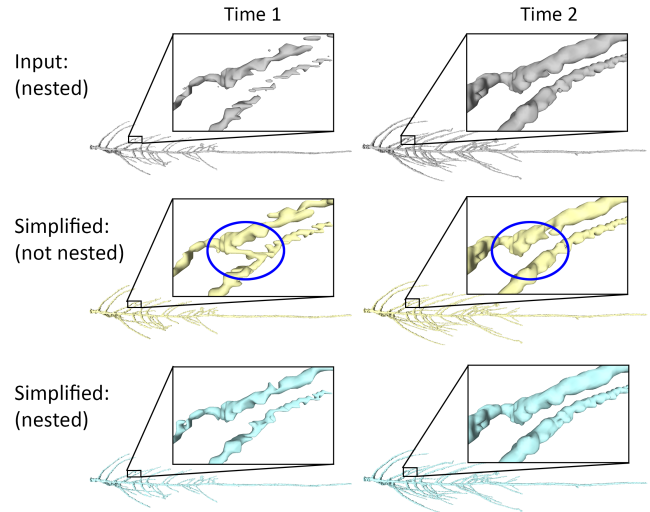 Time 1
Time 2
Input:
(nested)
Simplified:
(not nested)
Simplified:
(nested)